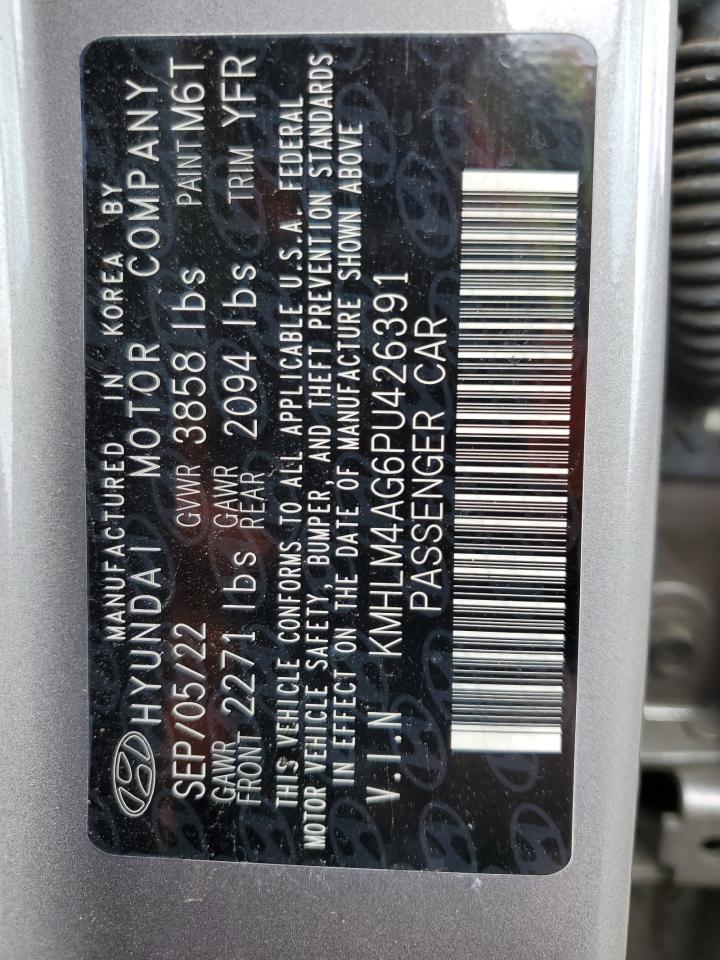 MANUFACTURED IN KOREA BY
HYUNDAI MOTOR COMPANY
SEP/05/22 GVWR 3858 lbs PAINT M6T
GAWR FRONT 2271 lbs GAWR REAR 2094 lbs TRIM YFR
THIS VEHICLE CONFORMS TO ALL APPLICABLE U.S.A. FEDERAL
MOTOR VEHICLE SAFETY, BUMPER, AND THEFT PREVENTION STANDARDS
IN EFFECT ON THE DATE OF MANUFACTURE SHOWN ABOVE
V.I.N KMHLM4AG6PU426391
PASSENGER CAR